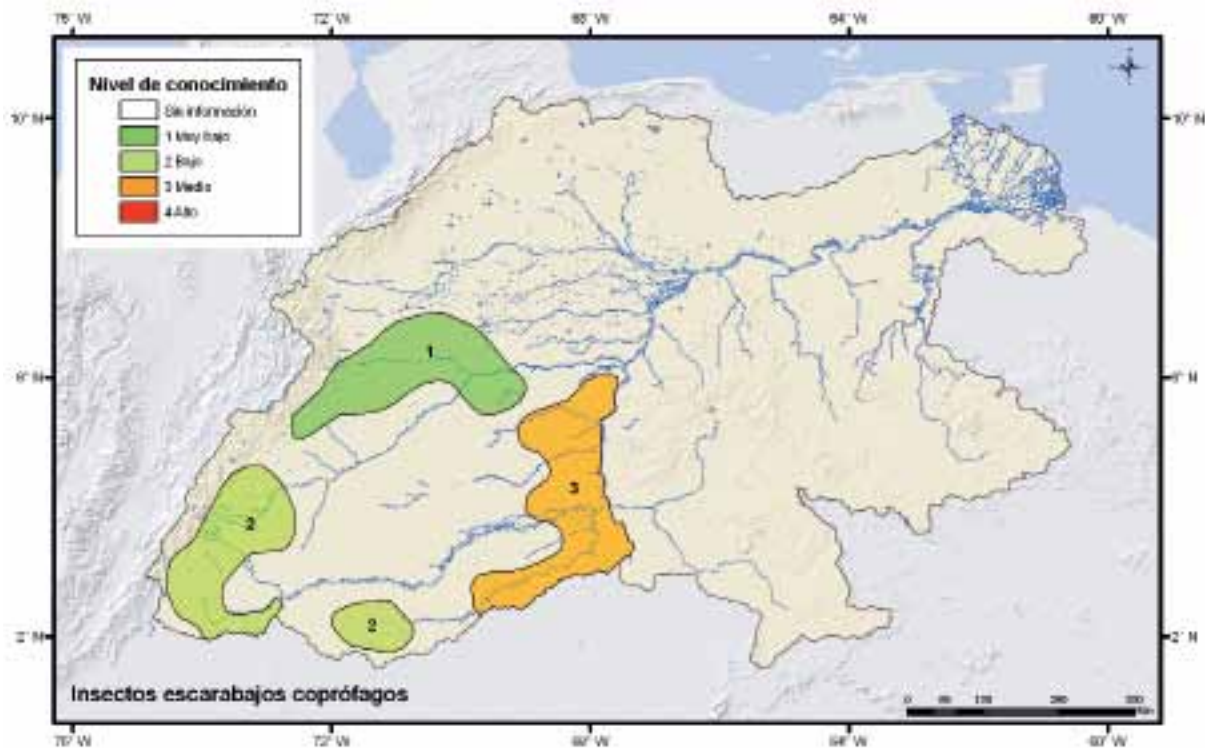 76° W 72° W 68° W 64° W 60° W
Nivel de conocimiento
Sin información
1 Muy bajo
2 Bajo
3 Medio
4 Alto
10° N 10° N
1
6° N 6° N
3
2
2
2° N 2° N
Insectos escarabajos coprófagos
76° W 72° W 68° W 64° W 60° W